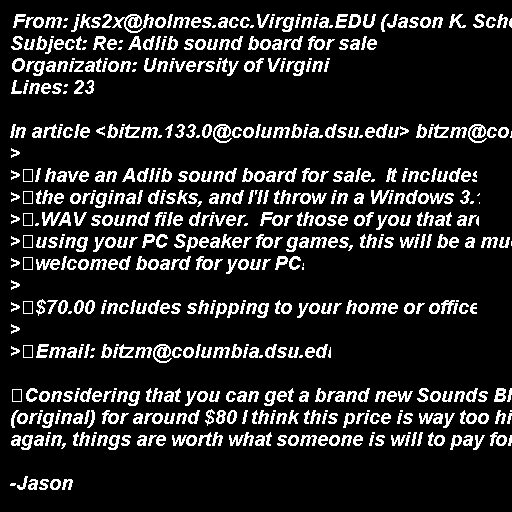 From: jks2x@holmes.acc.Virginia.EDU (Jason K. Sch
Subject: Re: Adlib sound board for sale
Organization: University of Virgini
Lines: 23
In article <bitzm.133.0@columbia.dsu.edu> bitzm@co
>
>□I have an Adlib sound board for sale.  It includes
>□the original disks, and I'll throw in a Windows 3.
>□.WAV sound file driver.  For those of you that are
>□using your PC Speaker for games, this will be a mu
>□welcomed board for your PC.
>
>□$70.00 includes shipping to your home or office
>
>□Email: bitzm@columbia.dsu.edu
□Considering that you can get a brand new Sounds Bl
(original) for around $80 I think this price is way too hi
again, things are worth what someone is will to pay for
-Jason